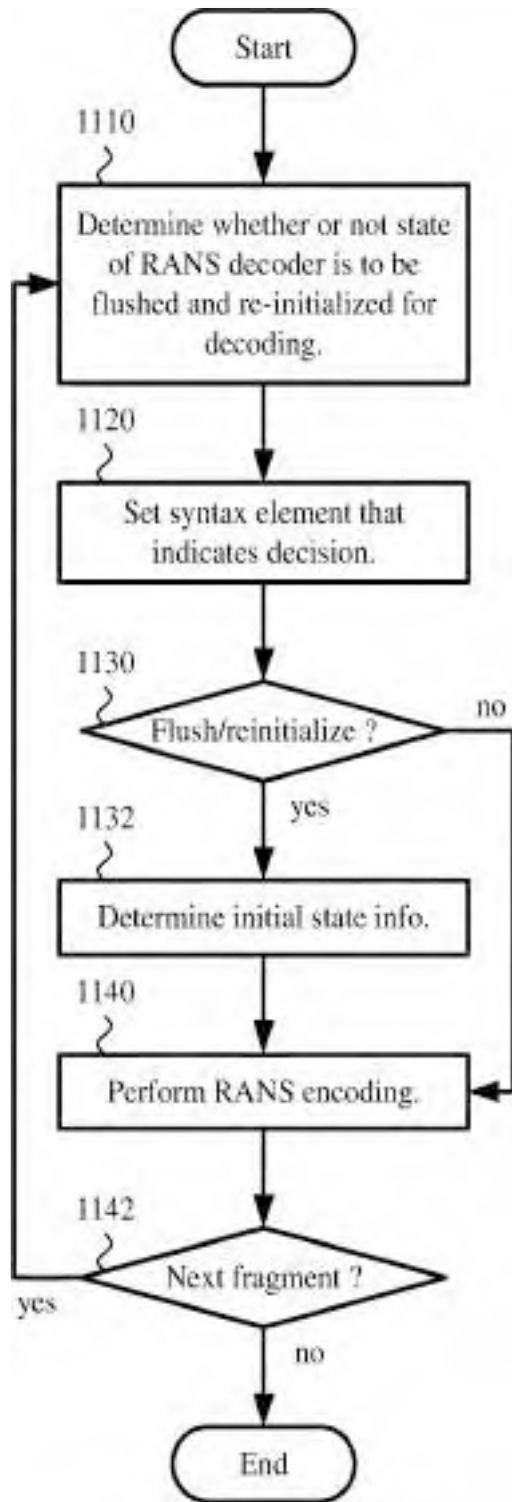 Start
1110
Determine whether or not state
of RANS decoder is to be
flushed and re-initialized for
decoding.
1120
Set syntax element that
indicates decision.
1130
Flush/reinitialize ?
no
yes
1132
Determine initial state info.
1140
Perform RANS encoding.
1142
Next fragment ?
yes
no
End